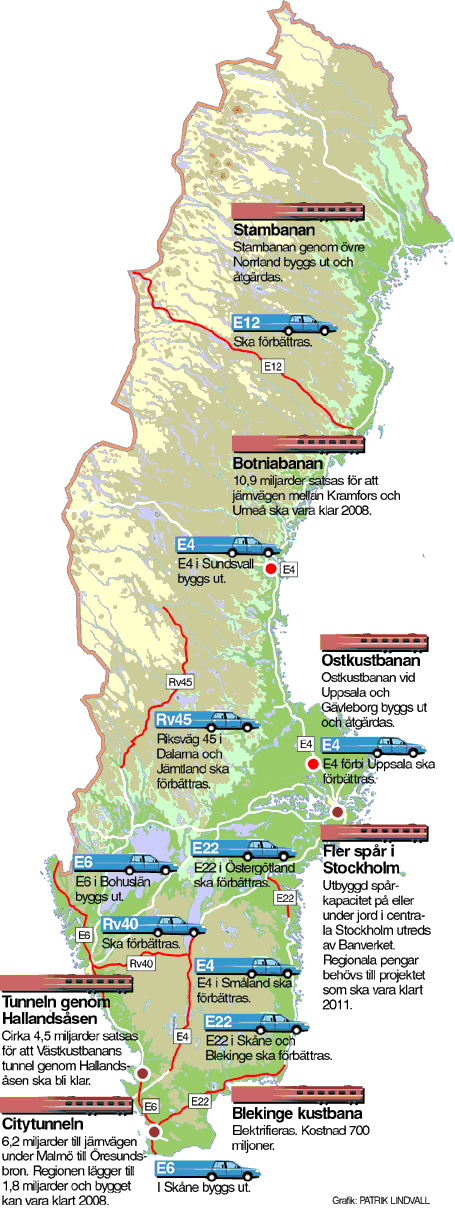 Stambanan
Stambanan genom övre
Norrland byggs ut och
åtgärdas.
E12
Ska förbättras.
E12
Botniabanan
10,9 miljarder satsas för att
järnvägen mellan Kramfors och
Umeå ska vara klar 2008.
E4
E4 i Sundsvall
byggs ut.
E4
Ostkustbanan
Ostkustbanan vid
Uppsala och
Gävleborg byggs ut
och åtgärdas.
Rv45
Rv45
Riksväg 45 i
Dalarna och
Jämtland ska
förbättras.
E4
E4
E4 förbi Uppsala ska
förbättras.
Fler spår i
Stockholm
Utbyggd spår-
kapacitet på eller
under jord i centra-
la Stockholm utreds
av Banverket.
Regionala pengar
behövs till projektet
som ska vara klart
2011.
E22
E22 i Östergötland
ska förbättras.
E22
E6
E6 i Bohuslän
byggs ut.
E6
Rv40
Ska förbättras.
Rv40
E4
E4 i Småland ska
förbättras.
E4
Tunneln genom
Hallandsåsen
Cirka 4,5 miljarder satsas
för att Västkustbanans
tunnel genom Hallands-
åsen ska bli klar.
E22
E22 i Skåne och
Blekinge ska förbättras.
E22
E6
Blekinge kustbana
Elektrifieras. Kostnad 700
miljoner.
Citytunneln
6,2 miljarder till järnvägen
under Malmö till Öresunds-
bron. Regionen lägger till
1,8 miljarder och bygget
kan vara klart 2008.
E6
I Skåne byggs ut.
Grafik: PATRIK LINDVALL